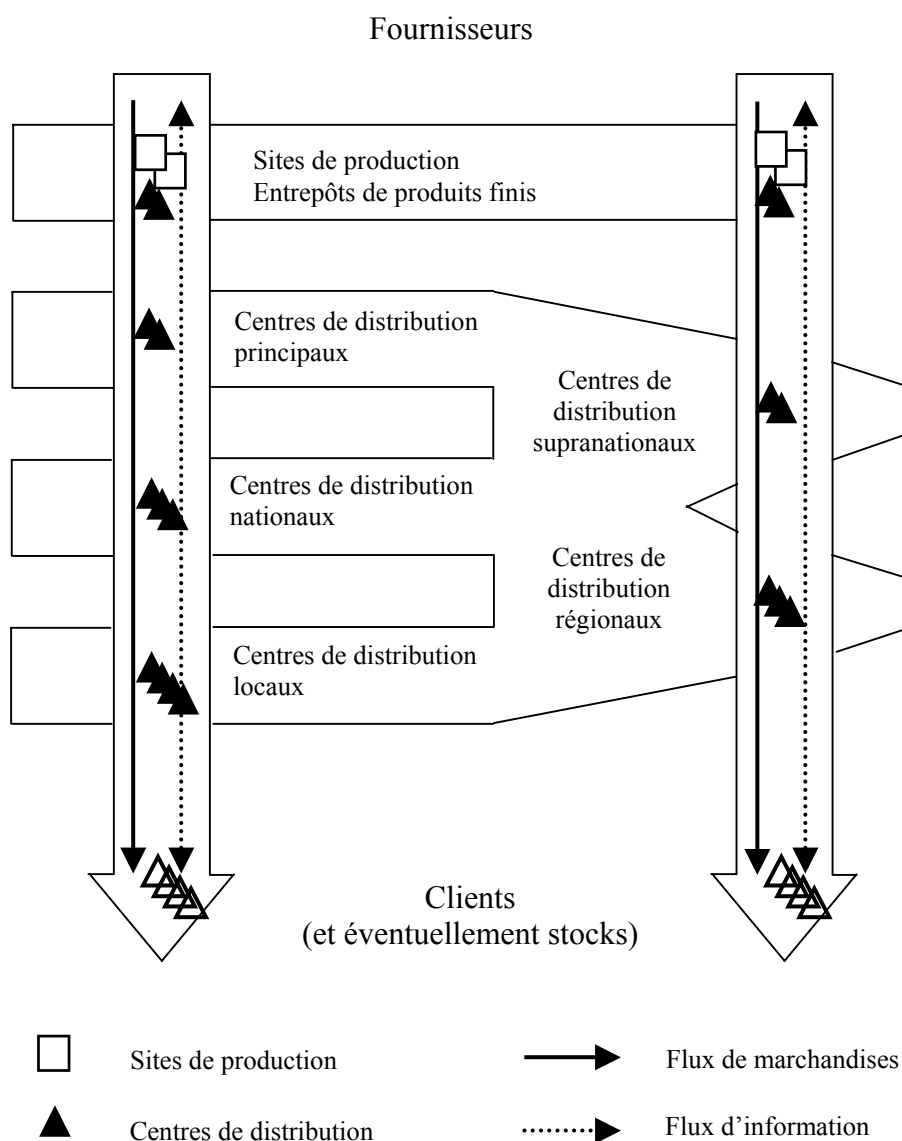 Fournisseurs
Sites de production
Entrepôts de produits finis
Centres de distribution
principaux
Centres de
distribution
supranationaux
Centres de distribution
nationaux
Centres de
distribution
régionaux
Centres de distribution
locaux
Clients
(et éventuellement stocks)
Sites de production
Flux de marchandises
Centres de distribution
Flux d’information